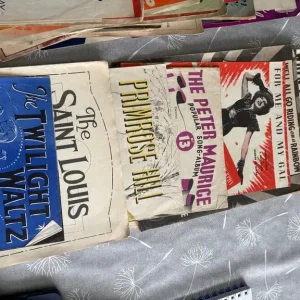 The
TWILIGHT
WALTZ
The
SAINT LOUIS
PRIMROSE HILL
THE PETER MAURICE
POPULAR SONG-ALBUM
13
WE'LL ALL GO RIDING ON A RAINBOW
FOR ME AND MY GAL